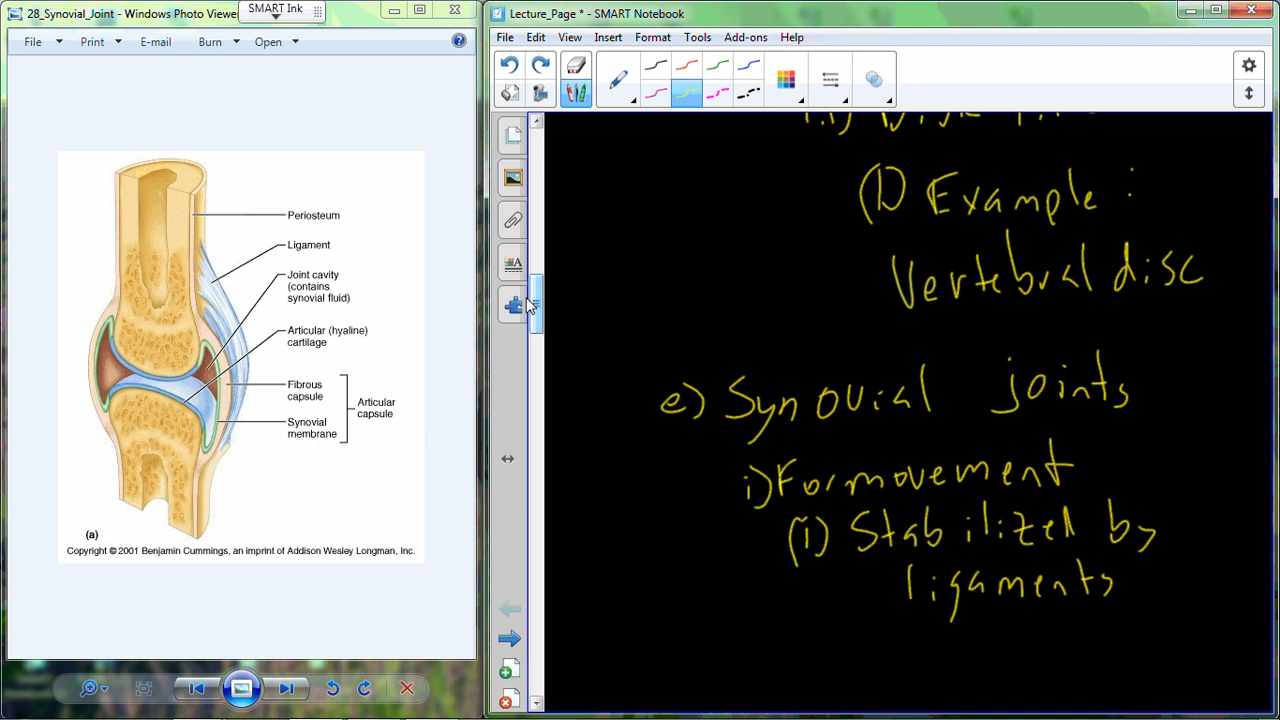 28_Synovial_Joint - Windows Photo Viewer
SMART Ink
File Print E-mail Burn Open
Periosteum
Ligament
Joint cavity
(contains
synovial fluid)
Articular (hyaline)
cartilage
Fibrous
capsule
Articular
capsule
Synovial
membrane
(a)
Copyright © 2001 Benjamin Cummings, an imprint of Addison Wesley Longman, Inc.
Lecture_Page * - SMART Notebook
File Edit View Insert Format Tools Add-ons Help
(1) Example :
Vertebral disc
e) Synovial joints
i) For movement
(1) Stabilized by
ligaments